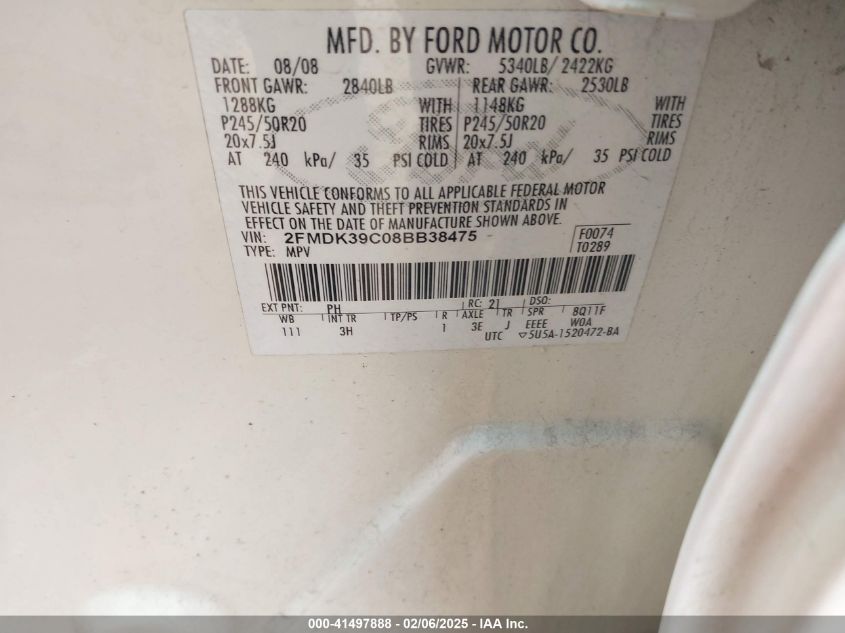 MFD. BY FORD MOTOR CO.
DATE: 08/08 GVWR: 5340LB/ 2422KG
FRONT GAWR: 2840LB REAR GAWR: 2530LB
1288KG WITH 1148KG WITH
P245/50R20 TIRES P245/50R20 TIRES
20x7.5J RIMS 20x7.5J RIMS
AT 240 kPa/ 35 PSI COLD AT 240 kPa/ 35 PSI COLD
THIS VEHICLE CONFORMS TO ALL APPLICABLE FEDERAL MOTOR
VEHICLE SAFETY AND THEFT PREVENTION STANDARDS IN
EFFECT ON THE DATE OF MANUFACTURE SHOWN ABOVE.
VIN: 2FMDK39C08BB38475 F0074
TYPE: MPV T0289
EXT PNT: PH RC: 21 DSO:
WB INT TR TP/PS R AXLE TR SPR 8Q11F
111 3H 1 3E J EEEE W0A
UTC ▽5U5A-1520472-BA
000-41497888 - 02/06/2025 - IAA Inc.